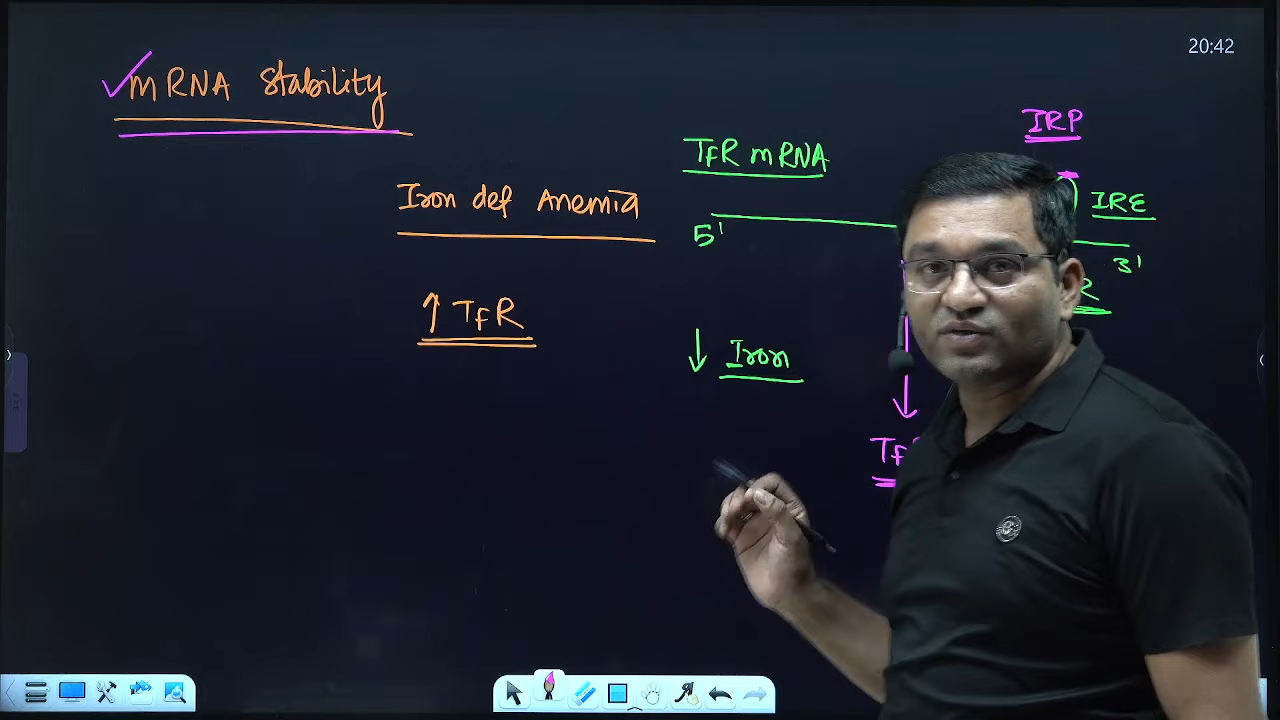 20:42
mRNA Stability
IRP
TfR mRNA
IRE
Iron def Anemia
5'
3'
↑ TfR
↓ Iron